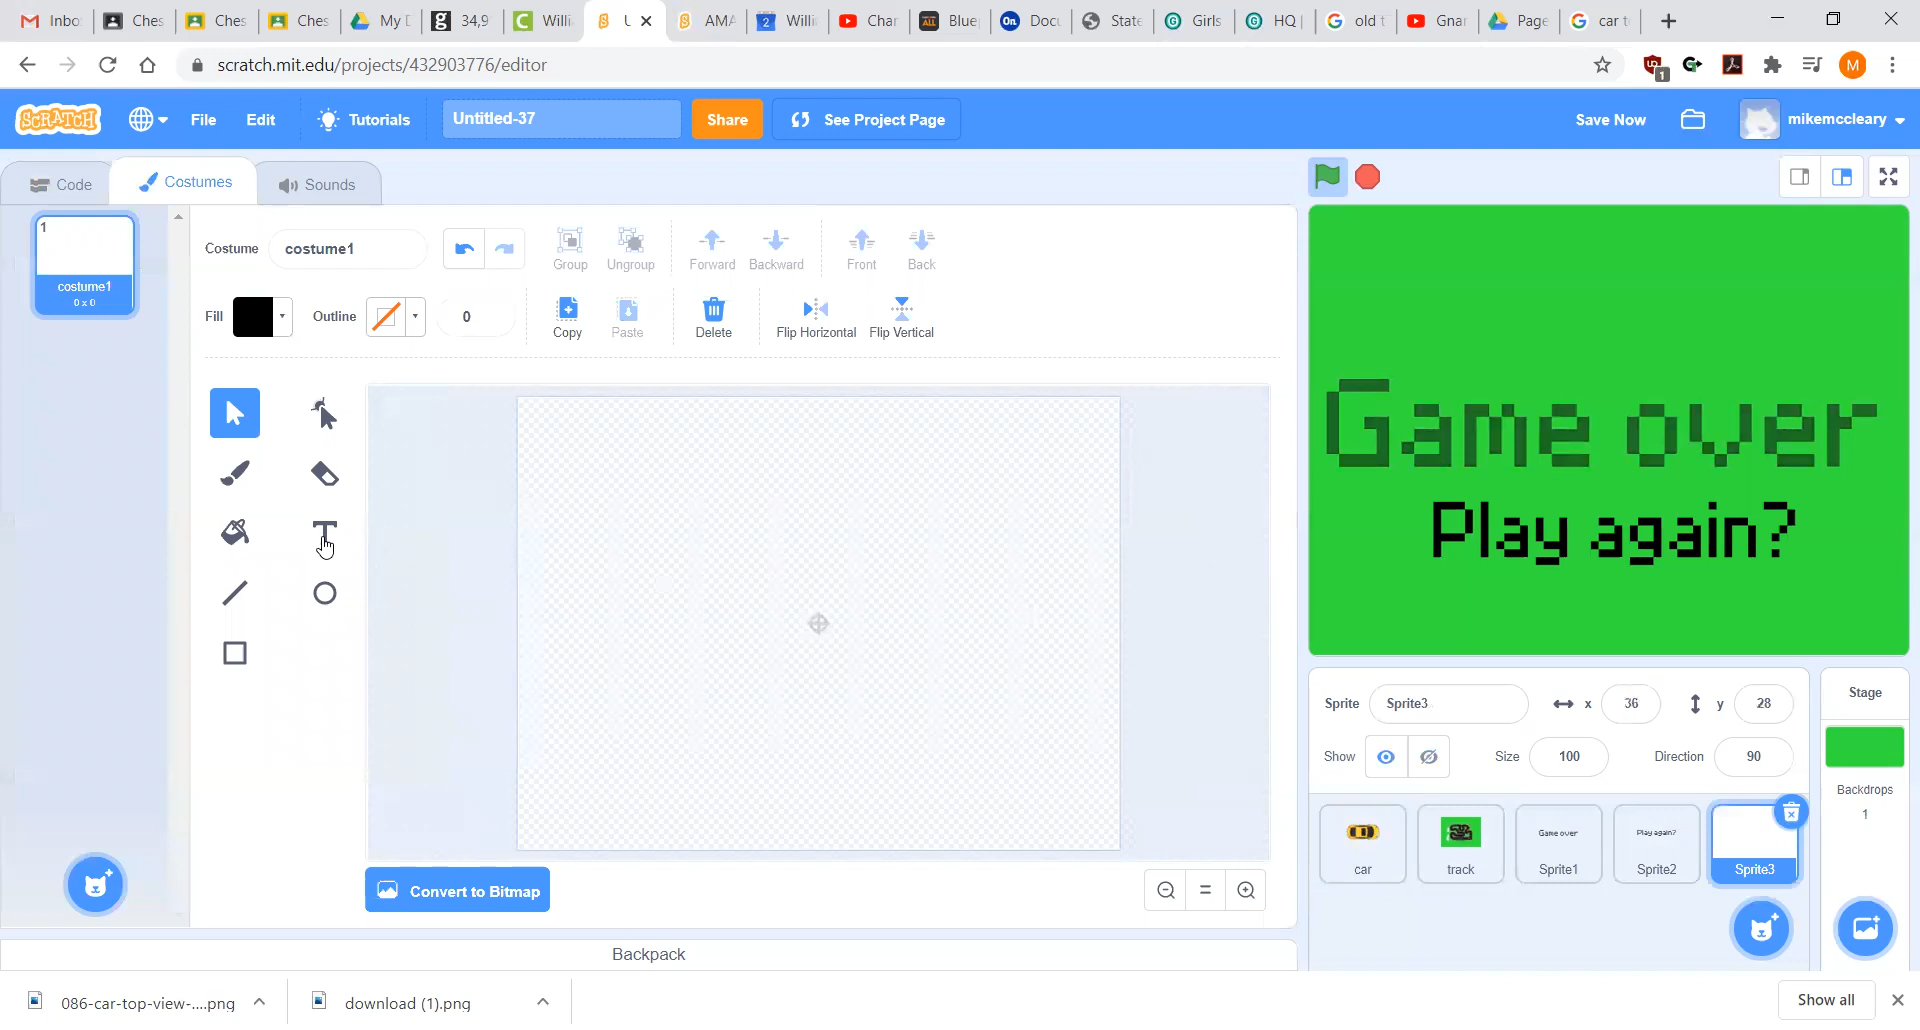 Inbo
Ches
Ches
Ches
My D
34,9
Willi
U
AMA
Willi
Char
Blue
Docu
State
Girls
HQ
old t
Gnar
Page
car t
scratch.mit.edu/projects/432903776/editor
1
M
SCRATCH
File
Edit
Tutorials
Untitled-37
Share
See Project Page
Save Now
mikemccleary
Code
Costumes
Sounds
1
costume1
0 x 0
Costume
costume1
Group
Ungroup
Forward
Backward
Front
Back
Fill
Outline
0
Copy
Paste
Delete
Flip Horizontal
Flip Vertical
Game over
Play again?
Convert to Bitmap
Sprite
Sprite3
x
36
y
28
Show
Size
100
Direction
90
car
track
Game over
Sprite1
Play again?
Sprite2
Sprite3
Stage
Backdrops
1
Backpack
086-car-top-view-....png
download (1).png
Show all